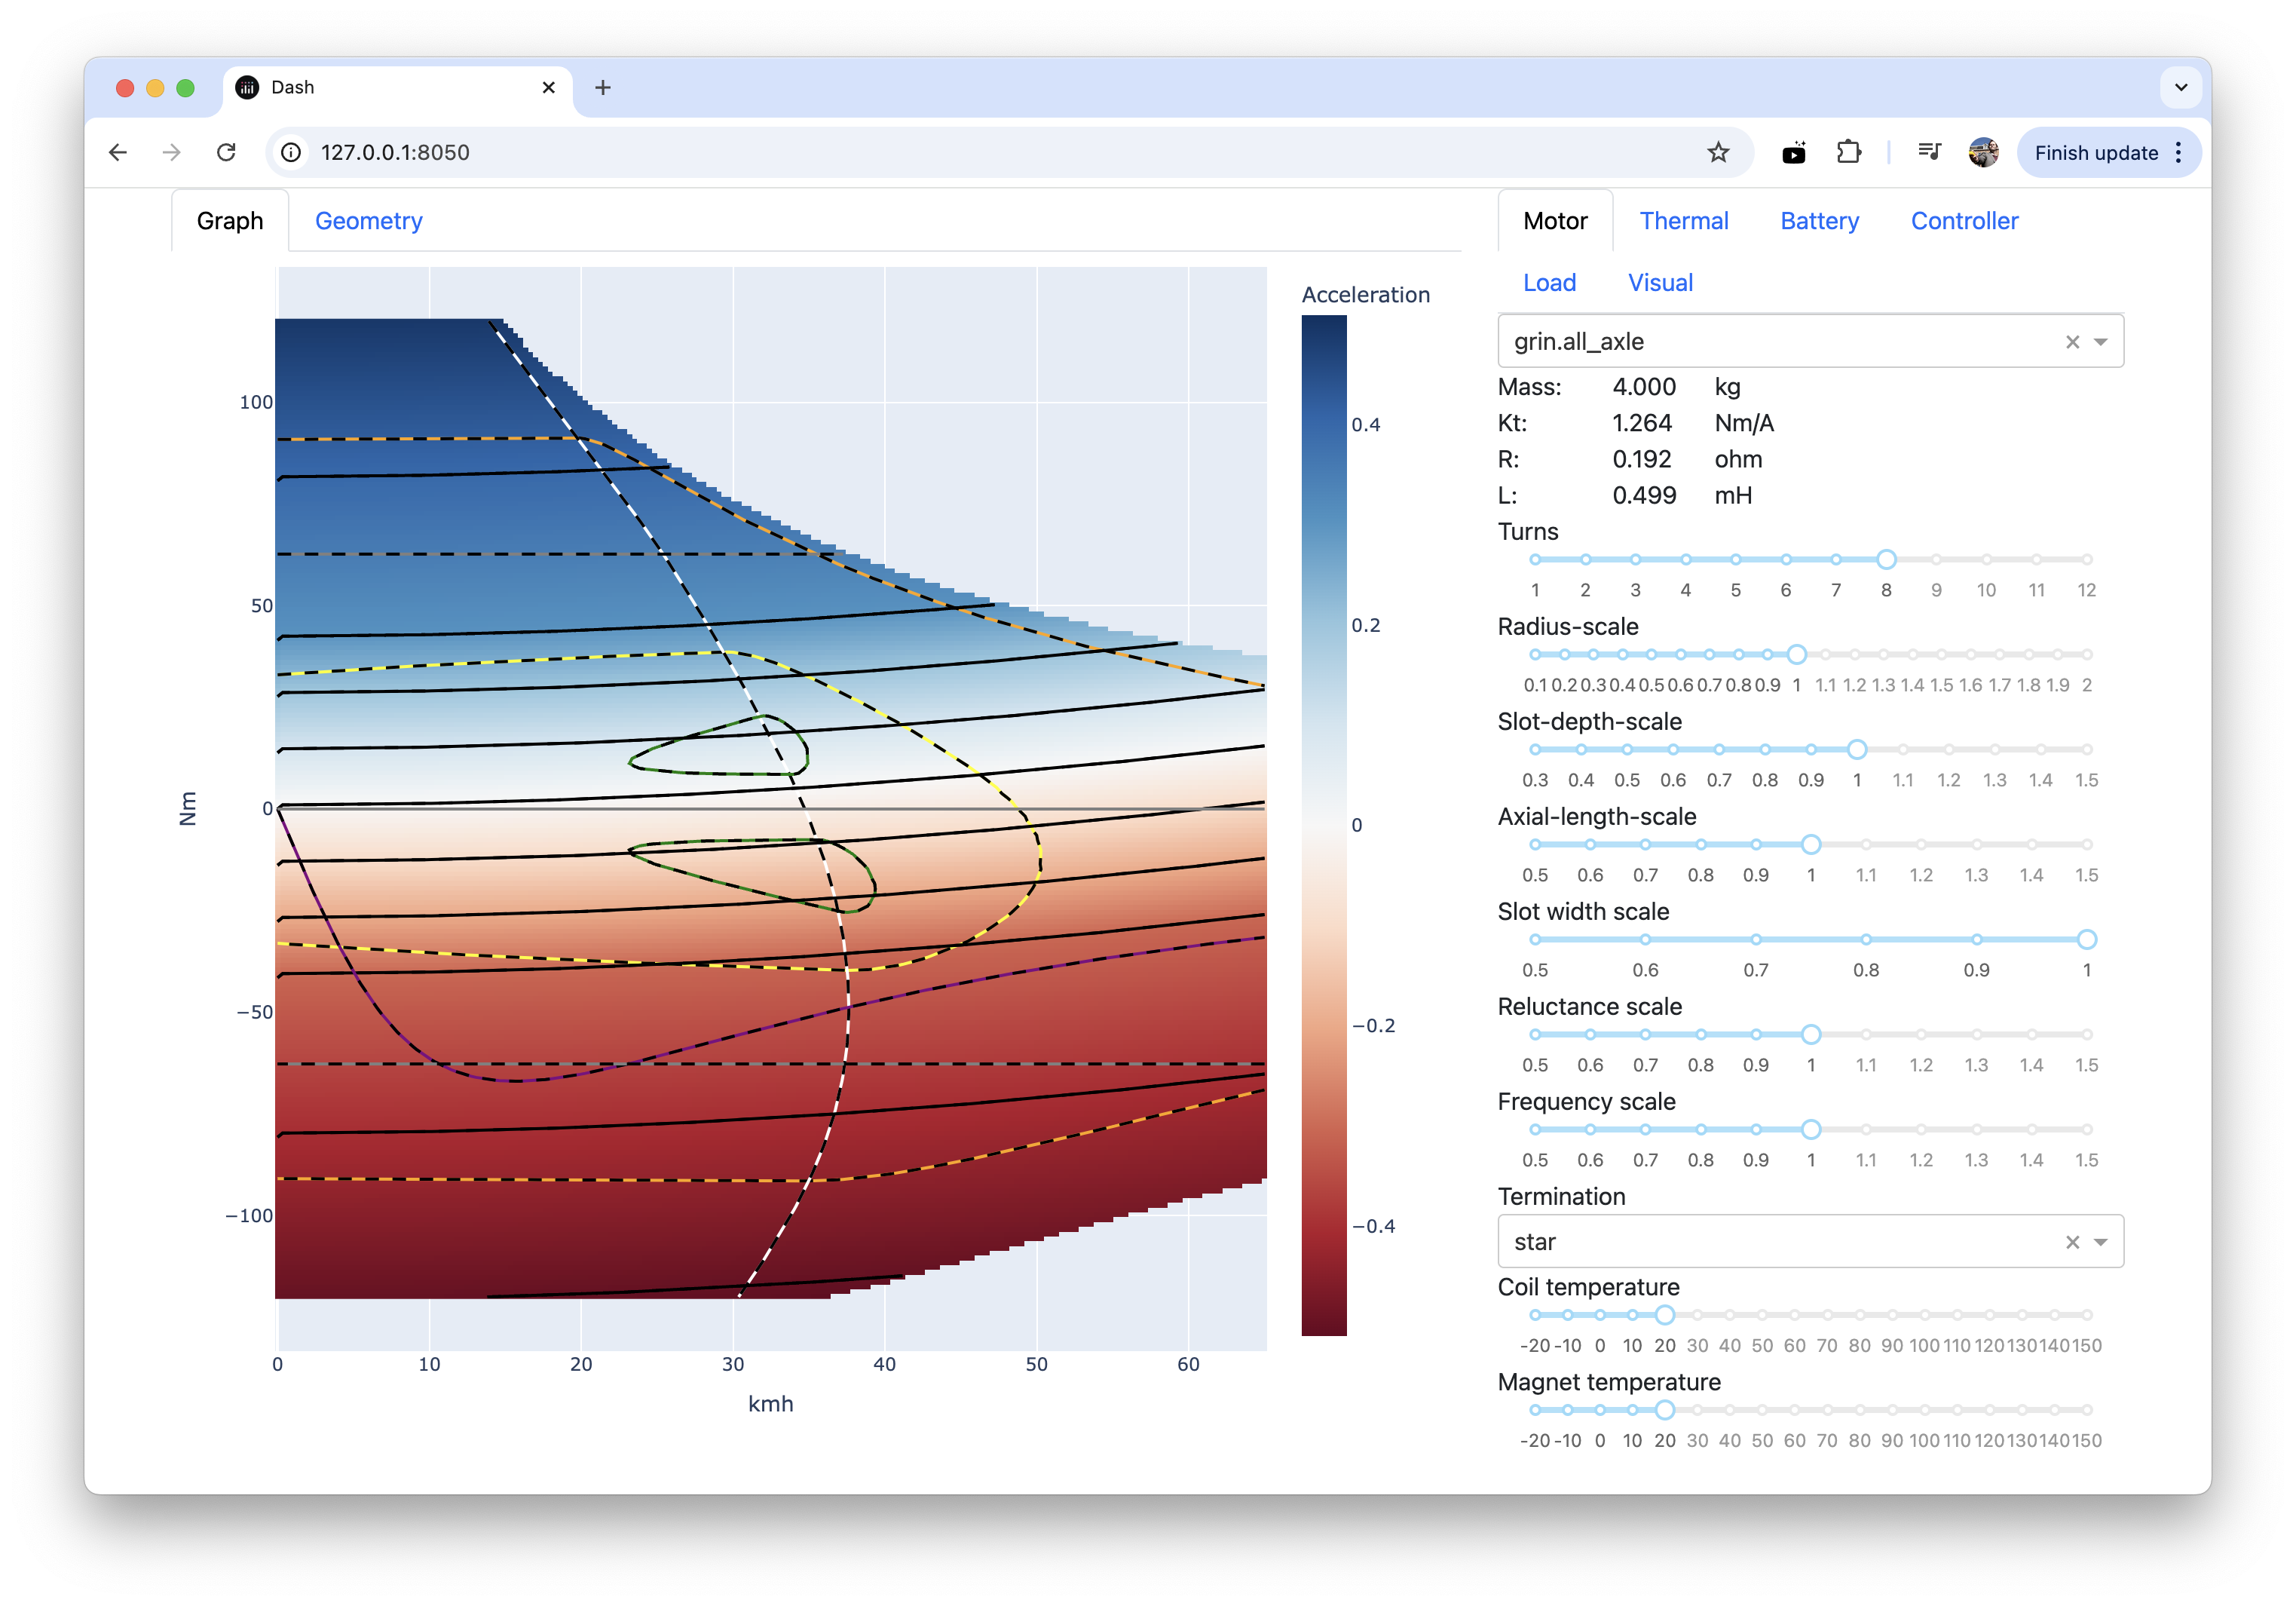 Dash
127.0.0.1:8050
Finish update
Graph Geometry
Motor Thermal Battery Controller
Load Visual
Acceleration
0.4
0.2
0
−0.2
−0.4
Nm
100
50
0
−50
−100
0 10 20 30 40 50 60
kmh
grin.all_axle
Mass: 4.000 kg
Kt: 1.264 Nm/A
R: 0.192 ohm
L: 0.499 mH
Turns
1 2 3 4 5 6 7 8 9 10 11 12
Radius-scale
0.1 0.2 0.3 0.4 0.5 0.6 0.7 0.8 0.9 1 1.1 1.2 1.3 1.4 1.5 1.6 1.7 1.8 1.9 2
Slot-depth-scale
0.3 0.4 0.5 0.6 0.7 0.8 0.9 1 1.1 1.2 1.3 1.4 1.5
Axial-length-scale
0.5 0.6 0.7 0.8 0.9 1 1.1 1.2 1.3 1.4 1.5
Slot width scale
0.5 0.6 0.7 0.8 0.9 1
Reluctance scale
0.5 0.6 0.7 0.8 0.9 1 1.1 1.2 1.3 1.4 1.5
Frequency scale
0.5 0.6 0.7 0.8 0.9 1 1.1 1.2 1.3 1.4 1.5
Termination
star
Coil temperature
-20 -10 0 10 20 30 40 50 60 70 80 90 100 110 120 130 140 150
Magnet temperature
-20 -10 0 10 20 30 40 50 60 70 80 90 100 110 120 130 140 150